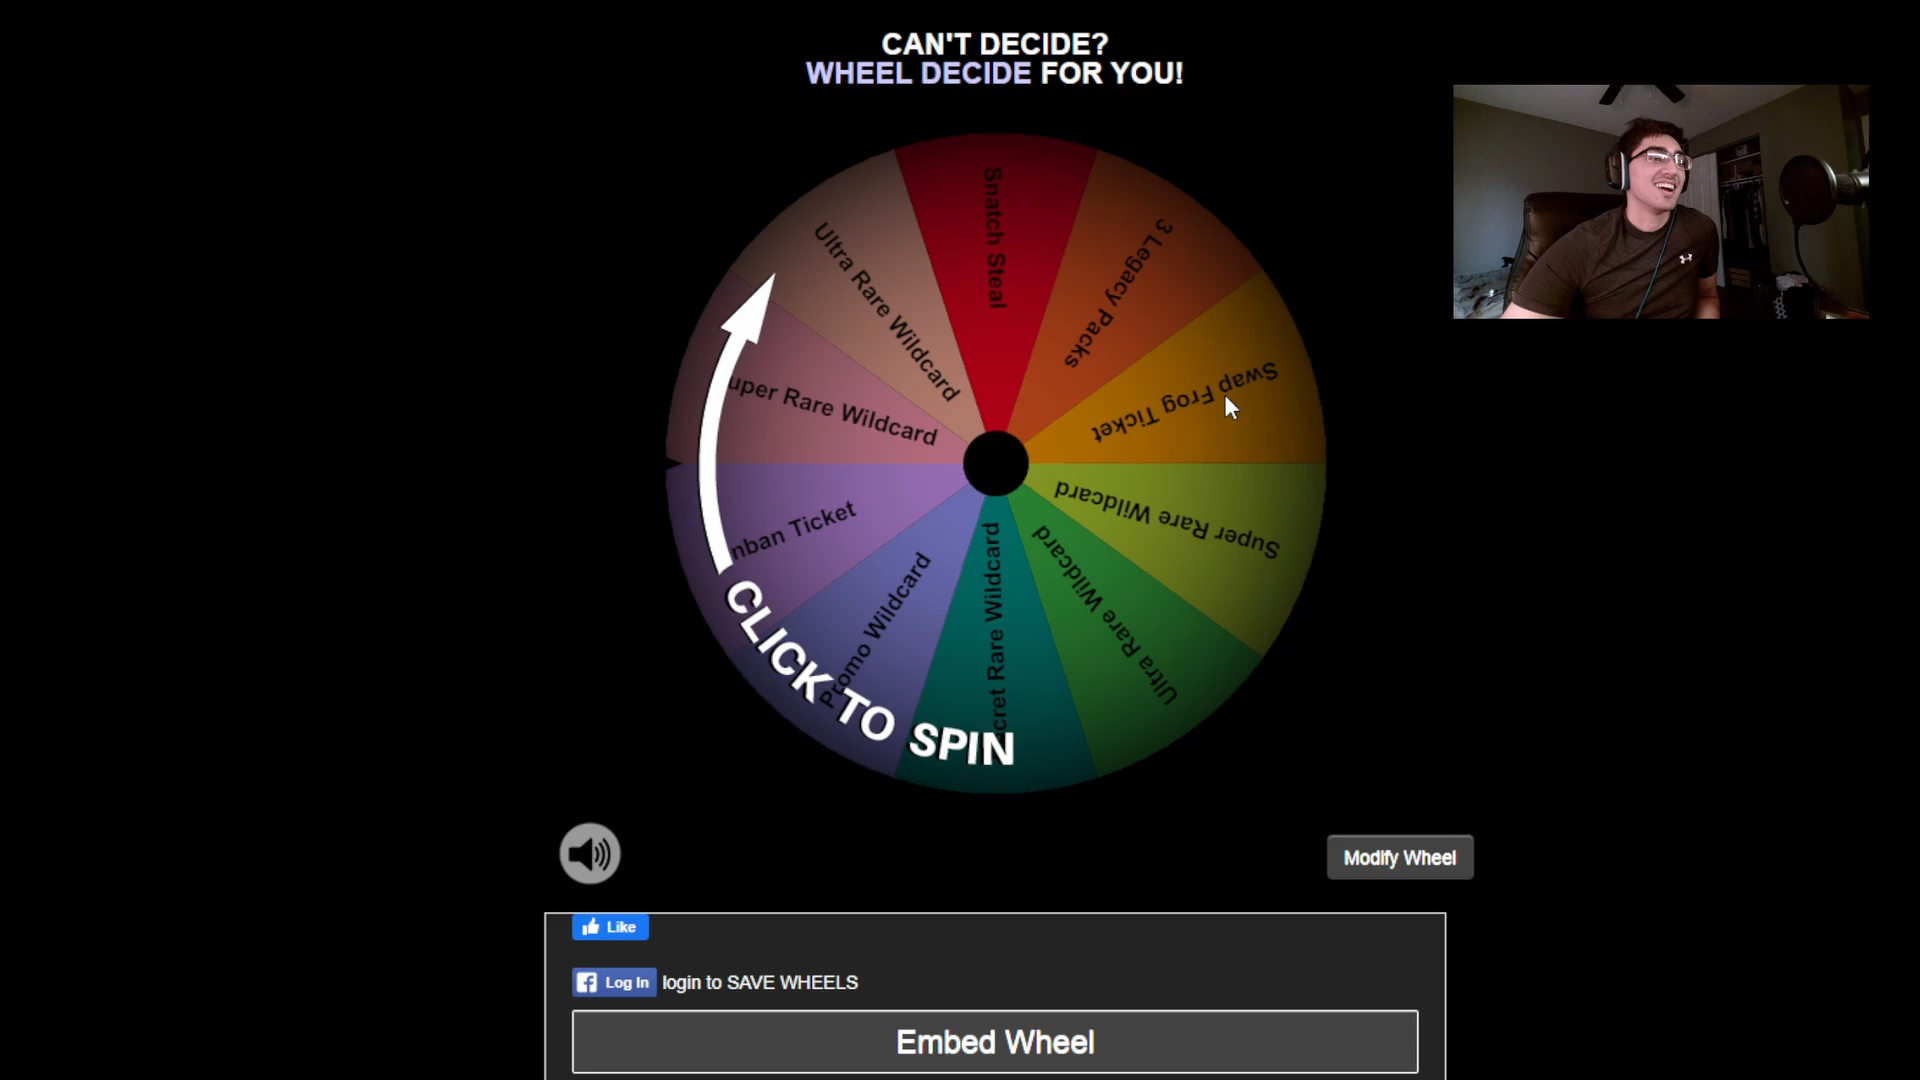 CAN'T DECIDE?
WHEEL DECIDE FOR YOU!
Snatch Steal
3 Legacy Packs
Swap Frog Ticket
Super Rare Wildcard
Ultra Rare Wildcard
cret Rare Wildcard
Promo Wildcard
nban Ticket
uper Rare Wildcard
Ultra Rare Wildcard
CLICK TO SPIN
Modify Wheel
Like
Log In login to SAVE WHEELS
Embed Wheel